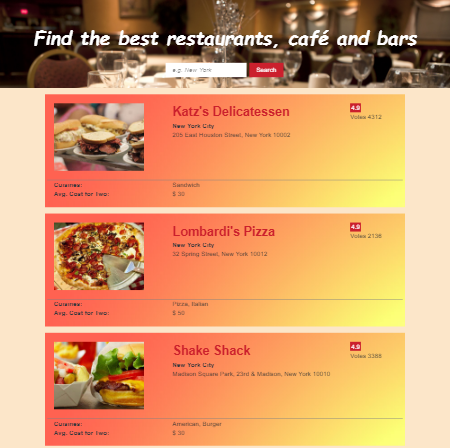 Find the best restaurants, café and bars
e.g. New York Search
Katz's Delicatessen 4.9
New York City Votes 4312
205 East Houston Street, New York 10002
Cuisines: Sandwich
Avg. Cost for Two: $ 30
Lombardi's Pizza 4.9
New York City Votes 2138
32 Spring Street, New York 10012
Cuisines: Pizza, Italian
Avg. Cost for Two: $ 50
Shake Shack 4.9
New York City Votes 3388
Madison Square Park, 23rd & Madison, New York 10010
Cuisines: American, Burger
Avg. Cost for Two: $ 30